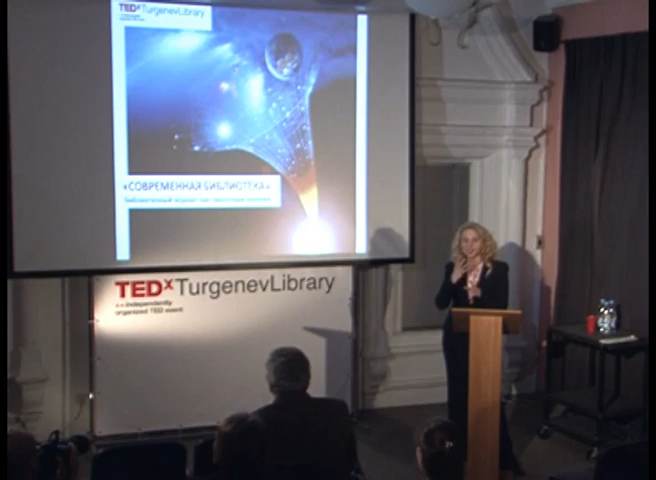 TEDxTurgenevLibrary
«СОВРЕМЕННАЯ БИБЛИОТЕКА»
TEDxTurgenevLibrary
x = independently
organized TED event